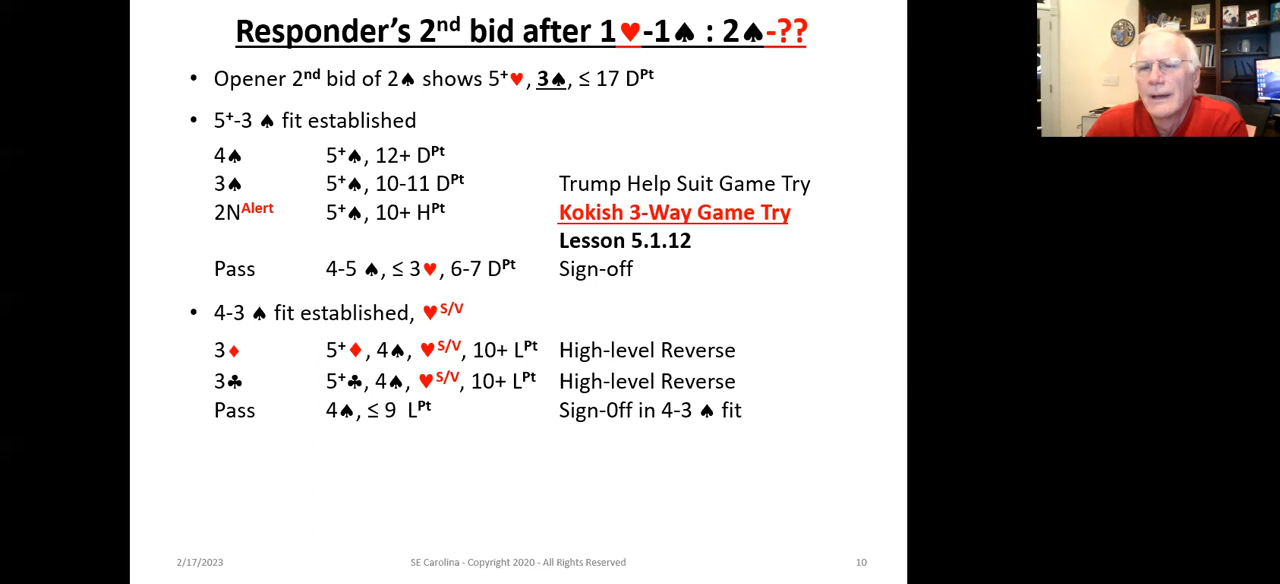 Responder's 2nd bid after 1♥-1♠ : 2♠-??
• Opener 2nd bid of 2♠ shows 5+♥, 3♠, ≤ 17 DPt
• 5+-3 ♠ fit established
4♠ 5+♠, 12+ DPt
3♠ 5+♠, 10-11 DPt Trump Help Suit Game Try
2NAlert 5+♠, 10+ HPt Kokish 3-Way Game Try
Lesson 5.1.12
Pass 4-5 ♠, ≤ 3♥, 6-7 DPt Sign-off
• 4-3 ♠ fit established, ♥S/V
3♦ 5+♦, 4♠, ♥S/V, 10+ LPt High-level Reverse
3♣ 5+♣, 4♠, ♥S/V, 10+ LPt High-level Reverse
Pass 4♠, ≤ 9 LPt Sign-0ff in 4-3 ♠ fit
2/17/2023 SE Carolina - Copyright 2020 - All Rights Reserved 10